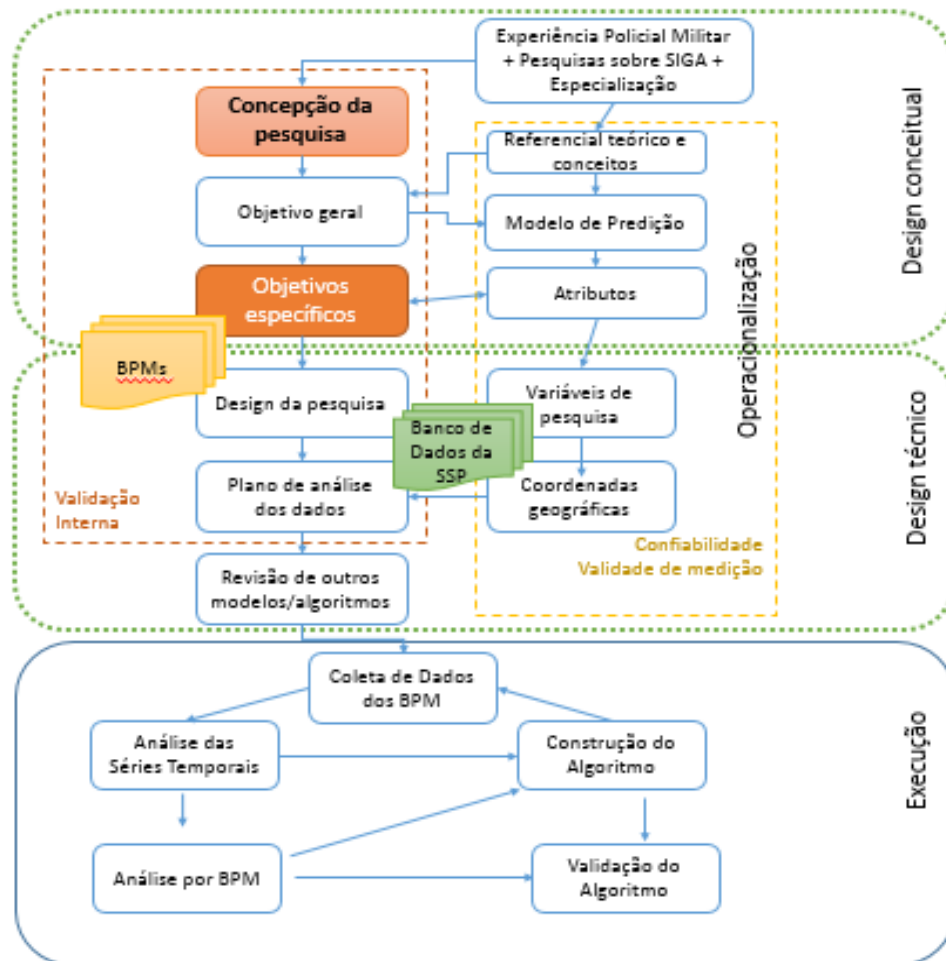 Experiência Policial Militar
+ Pesquisas sobre SIGA +
Especialização
Concepção da
pesquisa
Referencial teórico e
conceitos
Objetivo geral
Modelo de Predição
Objetivos
específicos
Atributos
Design conceitual
Operacionalização
BPMs
Design da pesquisa
Variáveis de
pesquisa
Banco de
Dados da
SSP
Plano de análise
dos dados
Coordenadas
geográficas
Validação
Interna
Confiabilidade
Validade de medição
Revisão de outros
modelos/algoritmos
Design técnico
Coleta de Dados
dos BPM
Análise das
Séries Temporais
Construção do
Algoritmo
Análise por BPM
Validação do
Algoritmo
Execução